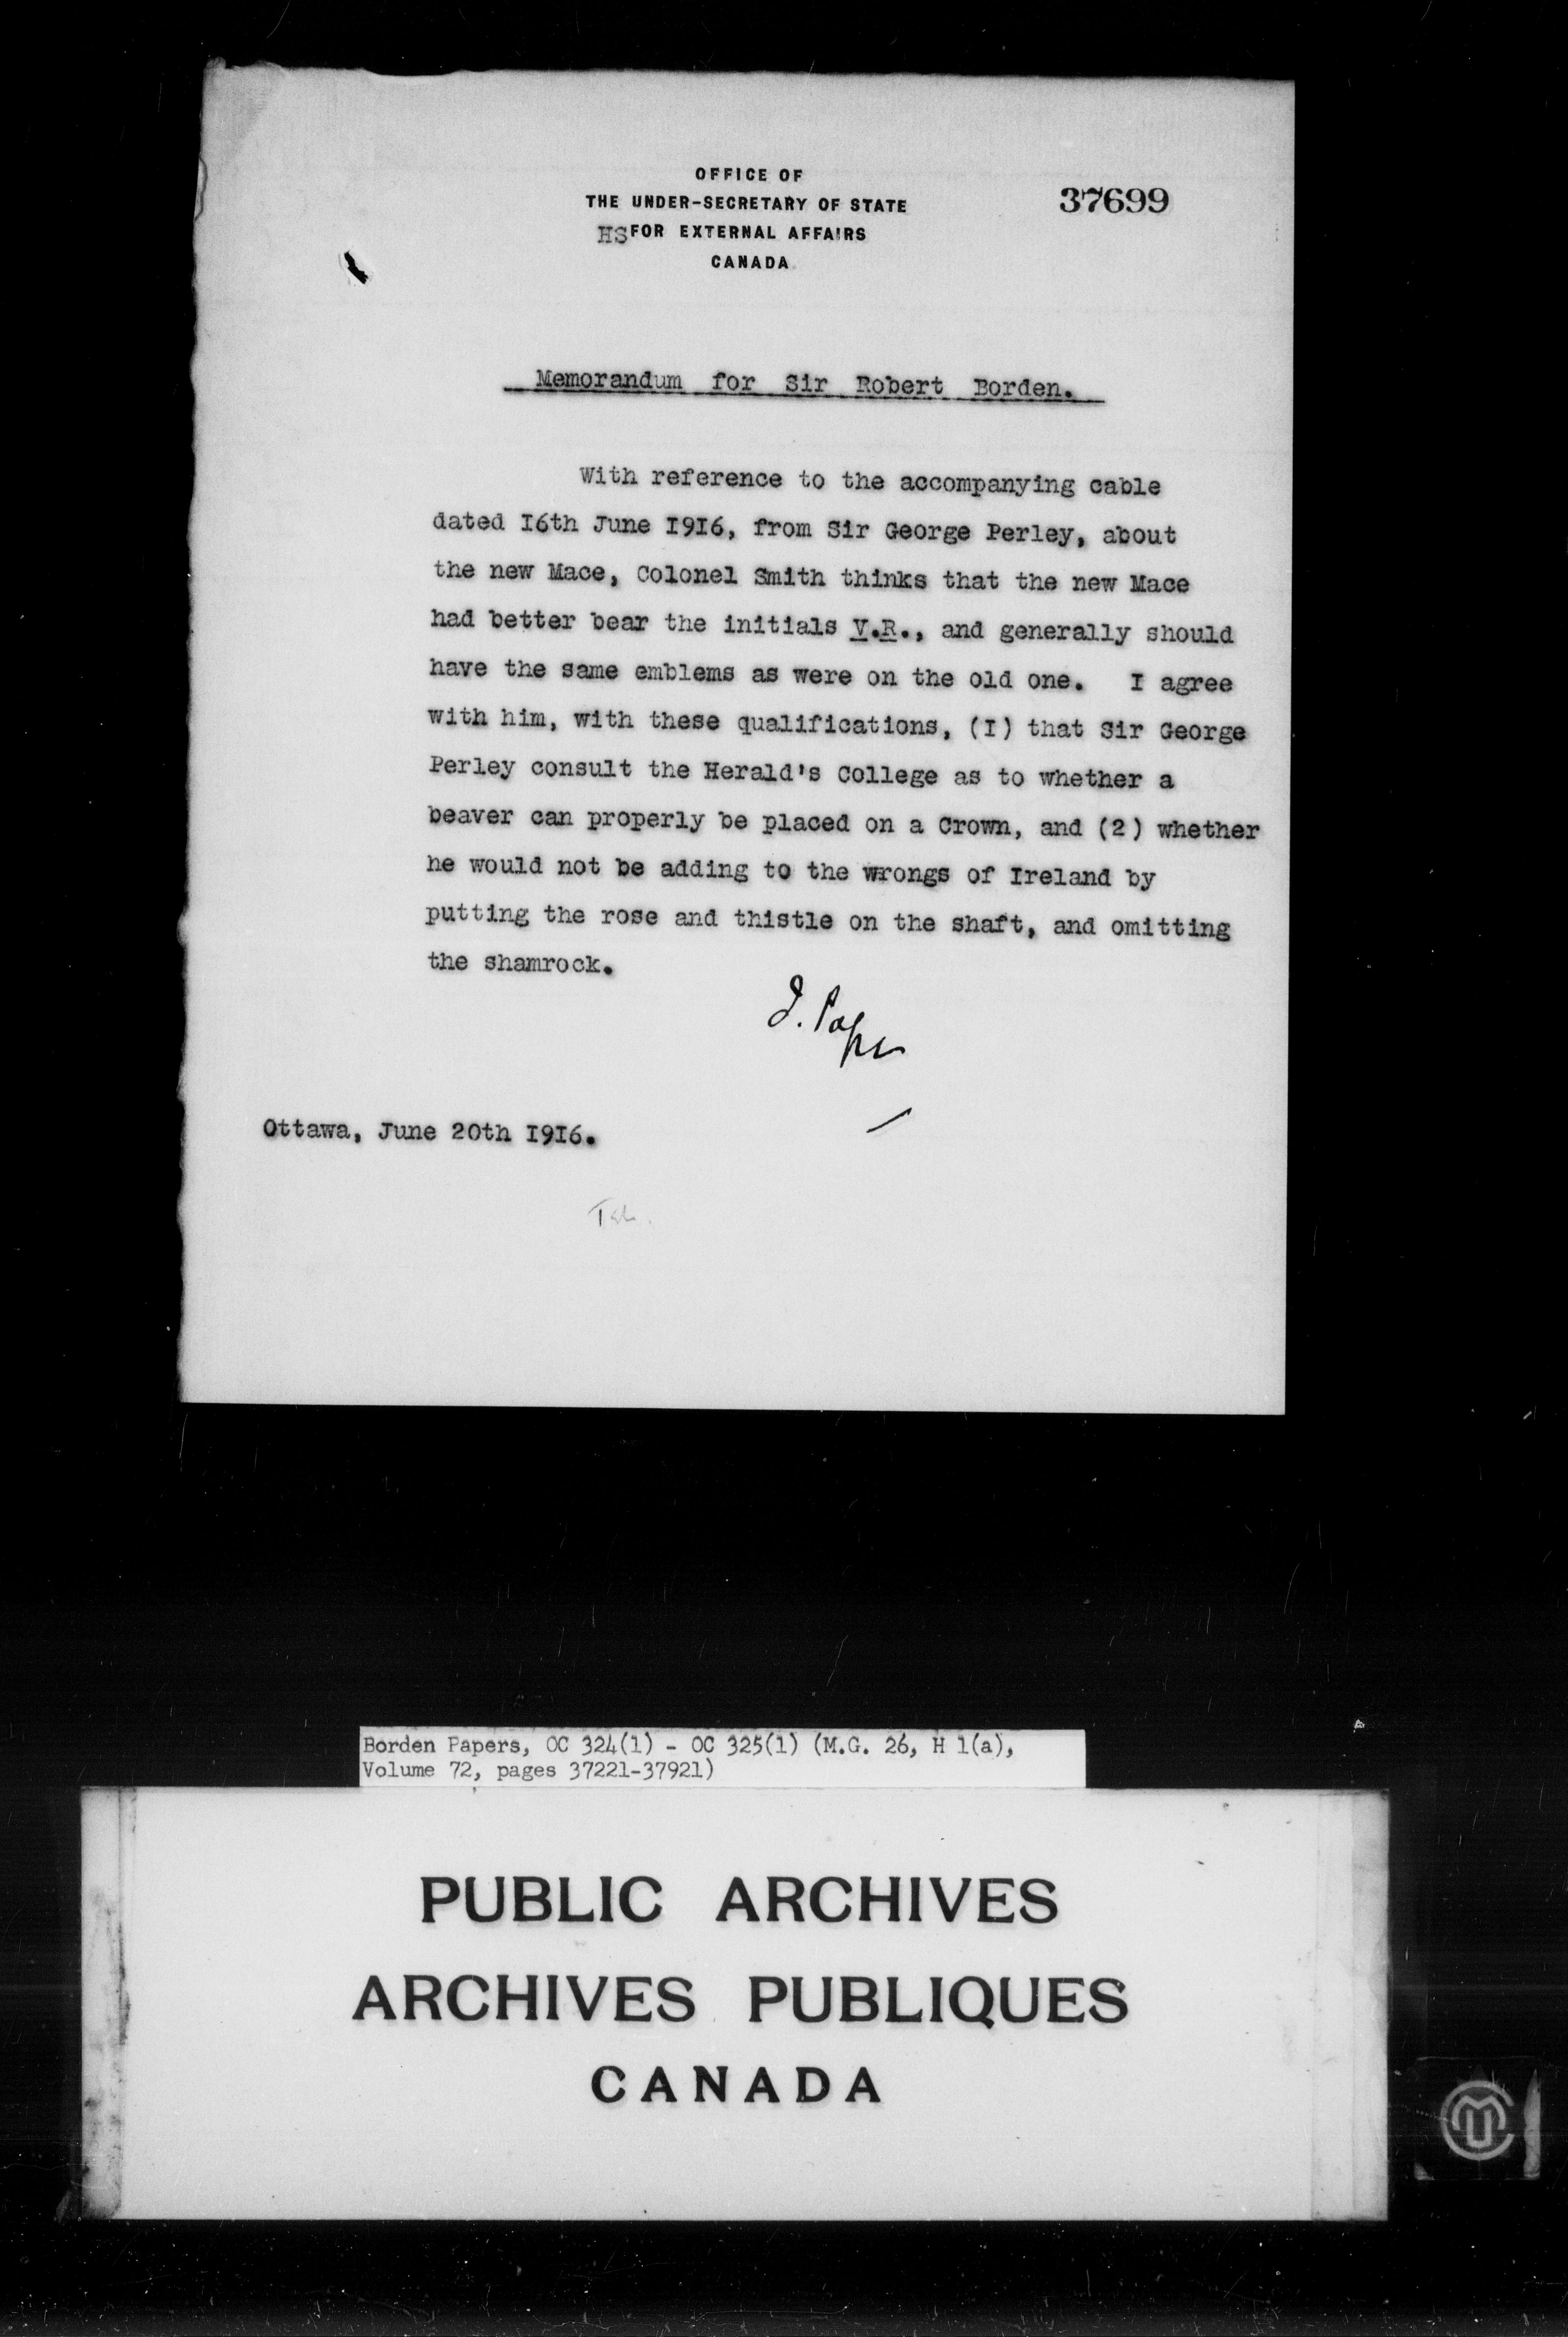 OFFICE OF
THE UNDER-SECRETARY OF STATE
HS FOR EXTERNAL AFFAIRS
CANADA
37699
Memorandum for Sir Robert Borden.
With reference to the accompanying cable
dated I6th June I9I6, from Sir George Perley, about
the new Mace, Colonel Smith thinks that the new Mace
had better bear the initials V.R., and generally should
have the same emblems as were on the old one. I agree
with him, with these qualifications, (I) that Sir George
Perley consult the Herald's College as to whether a
beaver can properly be placed on a Crown, and (2) whether
he would not be adding to the wrongs of Ireland by
putting the rose and thistle on the shaft, and omitting
the shamrock.
J. Pope
Ottawa, June 20th I9I6.
Borden Papers, OC 324(1) - OC 325(1) (M.G. 26, H 1(a),
Volume 72, pages 37221-37921)
PUBLIC ARCHIVES
ARCHIVES PUBLIQUES
CANADA